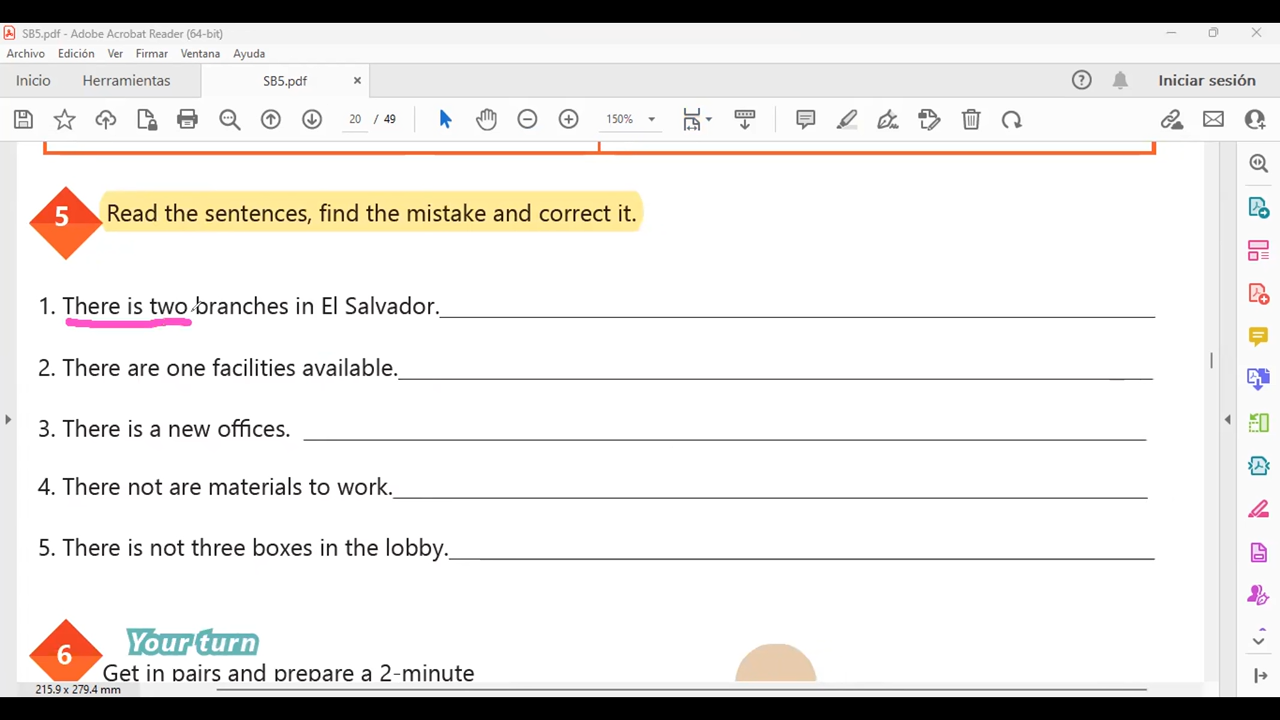 SB5.pdf - Adobe Acrobat Reader (64-bit)
Archivo Edición Ver Firmar Ventana Ayuda
Inicio Herramientas SB5.pdf × Iniciar sesión
20 / 49 150%
5 Read the sentences, find the mistake and correct it.
1. There is two branches in El Salvador.
2. There are one facilities available.
3. There is a new offices.
4. There not are materials to work.
5. There is not three boxes in the lobby.
Your turn
6 Get in pairs and prepare a 2-minute
215.9 x 279.4 mm